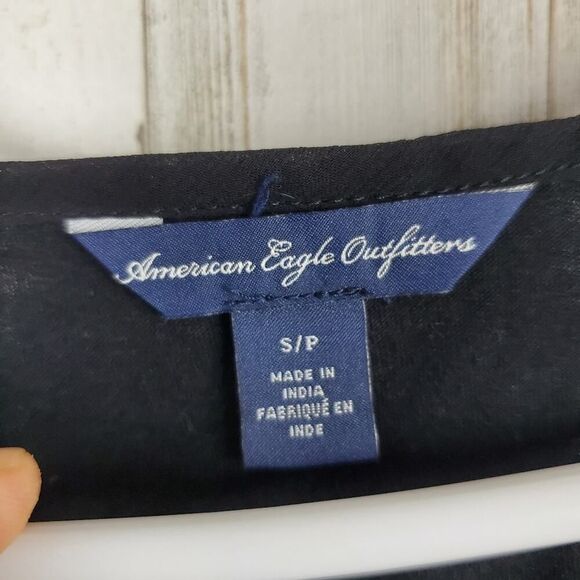 American Eagle Outfitters
S/P
MADE IN
INDIA
FABRIQUÉ EN
INDE